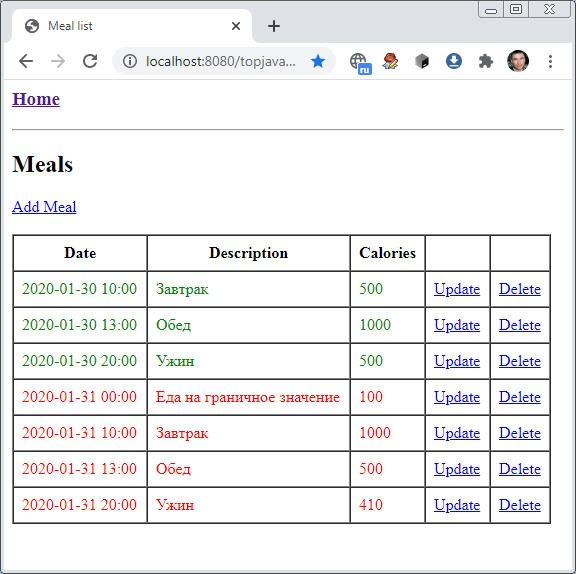 Meal list
localhost:8080/topjava...
ru
Home
Meals
Add Meal
Date Description Calories
2020-01-30 10:00 Завтрак 500 Update Delete
2020-01-30 13:00 Обед 1000 Update Delete
2020-01-30 20:00 Ужин 500 Update Delete
2020-01-31 00:00 Еда на граничное значение 100 Update Delete
2020-01-31 10:00 Завтрак 1000 Update Delete
2020-01-31 13:00 Обед 500 Update Delete
2020-01-31 20:00 Ужин 410 Update Delete